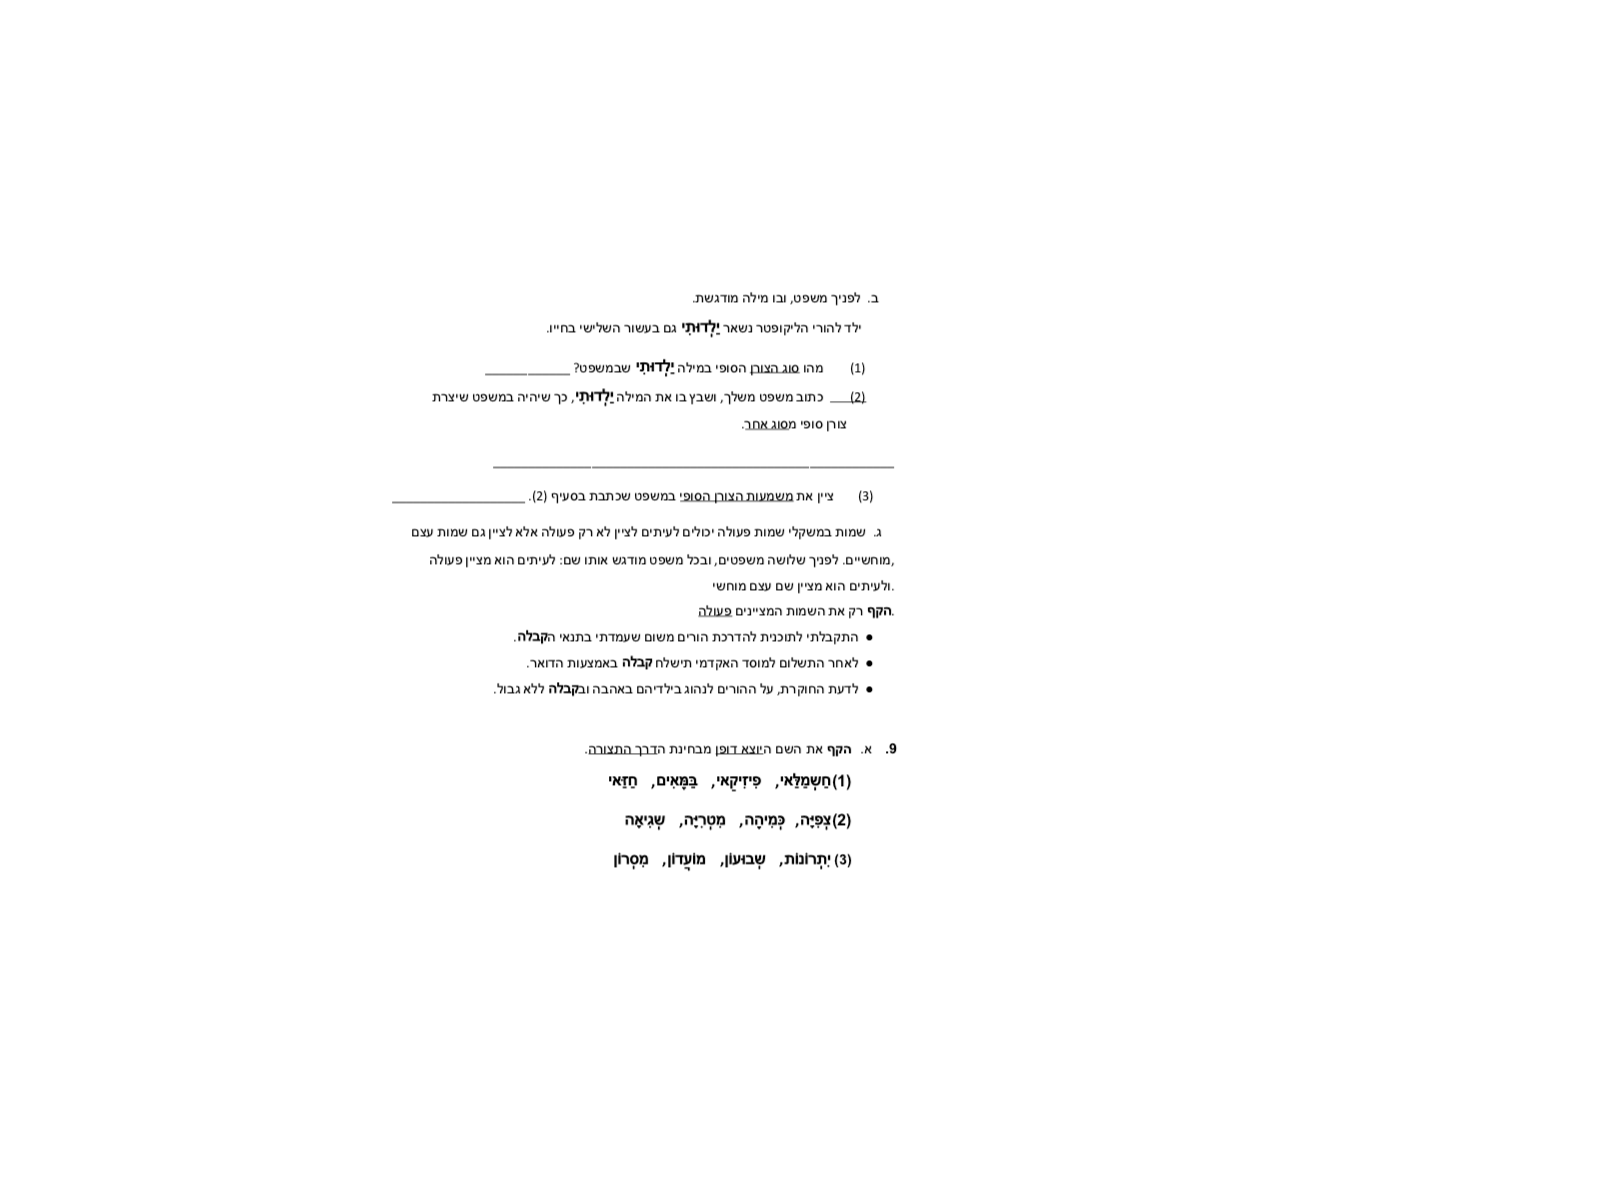 ב. לפניך משפט, ובו מילה מודגשת.
ילד להורי הליקופטר נשאר יַלְדוּתִי גם בעשור השלישי בחייו.
(1) מהו סוג הצורן הסופי במילה יַלְדוּתִי שבמשפט? ____________
(2) כתוב משפט משלך, ושבץ בו את המילה יַלְדוּתִי, כך שיהיה במשפט שיצרת
צורן סופי מסוג אחר.
(3) ציין את משמעות הצורן הסופי במשפט שכתבת בסעיף (2). ___________________
ג. שמות במשקלי שמות פעולה יכולים לעיתים לציין לא רק פעולה אלא לציין גם שמות עצם
,מוחשיים. לפניך שלושה משפטים, ובכל משפט מודגש אותו שם: לעיתים הוא מציין פעולה
.ולעיתים הוא מציין שם עצם מוחשי
.הקף רק את השמות המציינים פעולה
● התקבלתי לתוכנית להדרכת הורים משום שעמדתי בתנאי הקבלה.
● לאחר התשלום למוסד האקדמי תישלח קבלה באמצעות הדואר.
● לדעת החוקרת, על ההורים לנהוג בילדיהם באהבה ובקבלה ללא גבול.
9. א. הקף את השם היוצא דופן מבחינת הדרך התצורה.
(1) חַשְׁמַלַּאי, פִיזִיקַאי, בַּמָּאִים, חַזַּאי
(2) צְפִיָּה, כְּמִיהָה, מִטְרִיָּה, שְׁגִיאָה
(3) יִתְרוֹנוֹת, שְׁבוּעוֹן, מוֹעֲדוֹן, מִסְרוֹן